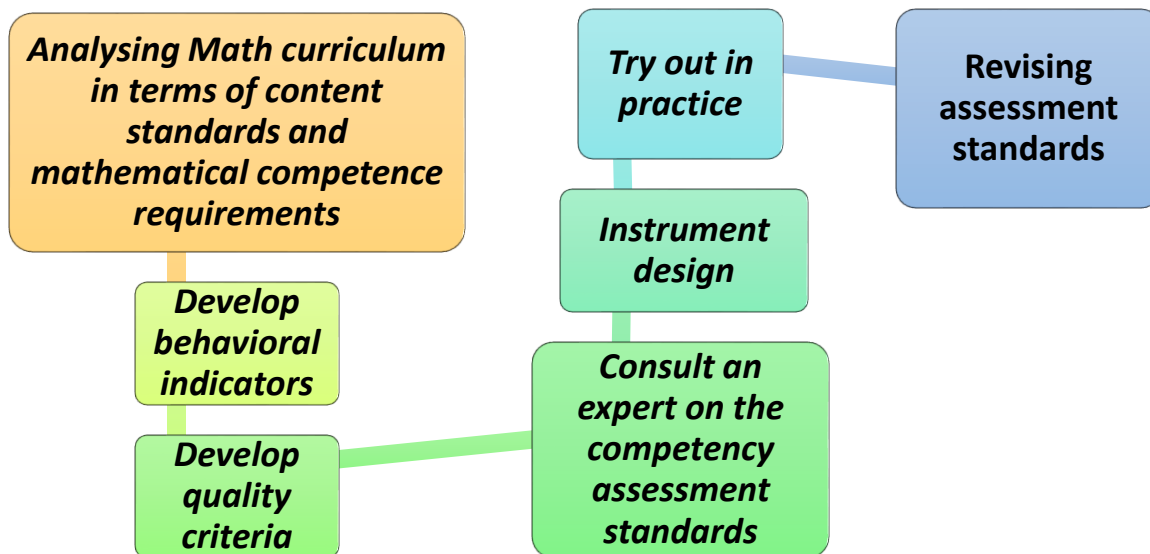 Analysing Math curriculum
in terms of content
standards and
mathematical competence
requirements
Develop
behavioral
indicators
Develop
quality
criteria
Consult an
expert on the
competency
assessment
standards
Instrument
design
Try out in
practice
Revising
assessment
standards